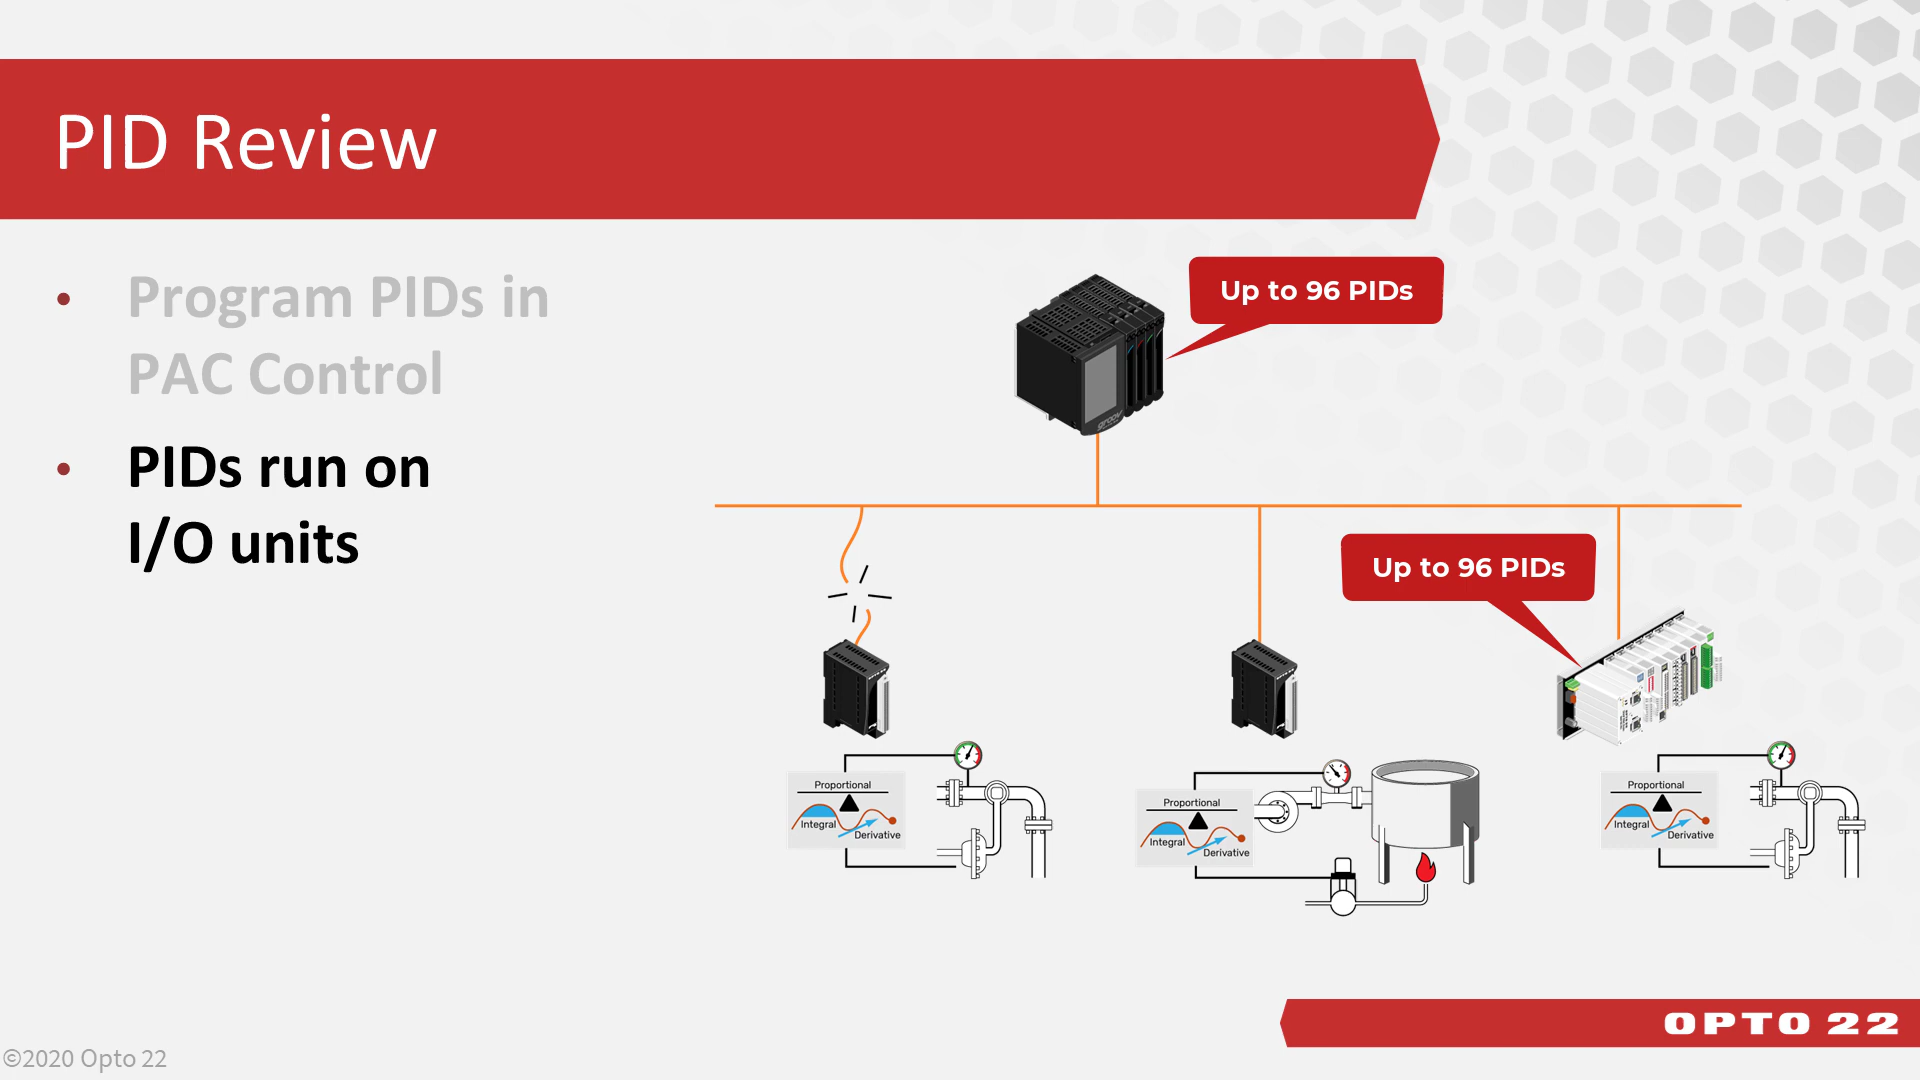 PID Review
• Program PIDs in
PAC Control
• PIDs run on
I/O units
Up to 96 PIDs
groov
Up to 96 PIDs
Proportional
Integral
Derivative
Proportional
Integral
Derivative
Proportional
Integral
Derivative
OPTO 22
©2020 Opto 22